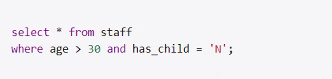 select * from staff
where age > 30 and has_child = 'N';